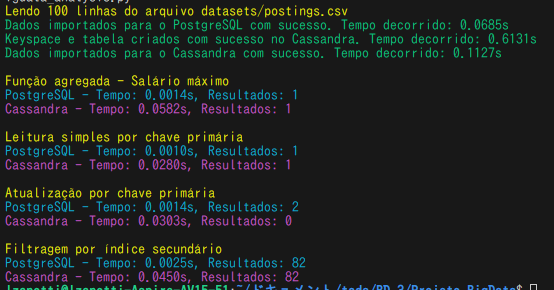 Lendo 100 linhas do arquivo datasets/postings.csv
Dados importados para o PostgreSQL com sucesso. Tempo decorrido: 0.0685s
Keyspace e tabela criados com sucesso no Cassandra. Tempo decorrido: 0.6131s
Dados importados para o Cassandra com sucesso. Tempo decorrido: 0.1127s
Função agregada - Salário máximo
PostgreSQL - Tempo: 0.0014s, Resultados: 1
Cassandra - Tempo: 0.0582s, Resultados: 1
Leitura simples por chave primária
PostgreSQL - Tempo: 0.0010s, Resultados: 1
Cassandra - Tempo: 0.0280s, Resultados: 1
Atualização por chave primária
PostgreSQL - Tempo: 0.0014s, Resultados: 2
Cassandra - Tempo: 0.0303s, Resultados: 0
Filtragem por índice secundário
PostgreSQL - Tempo: 0.0025s, Resultados: 82
Cassandra - Tempo: 0.0450s, Resultados: 82